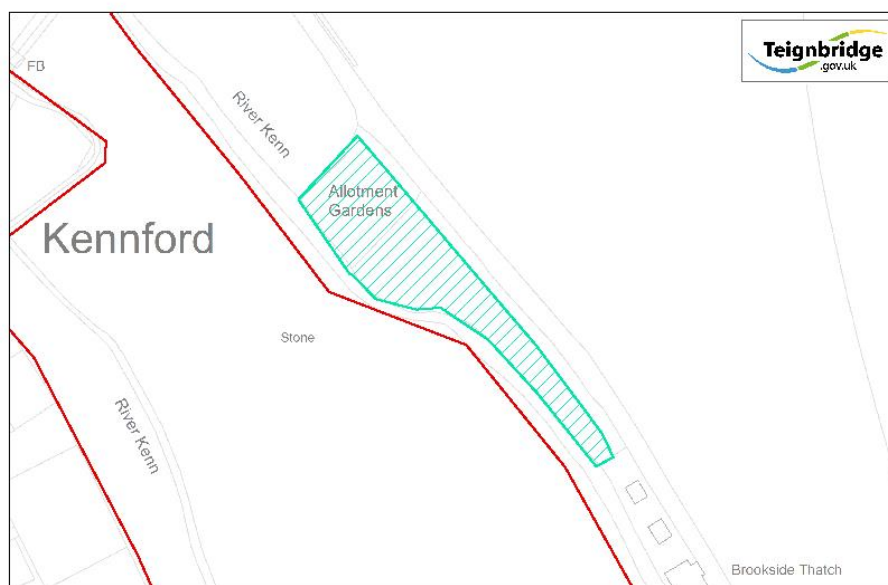 Teignbridge
.gov.uk
FB
River Kenn
Allotment
Gardens
Kennford
Stone
River Kenn
Brookside Thatch